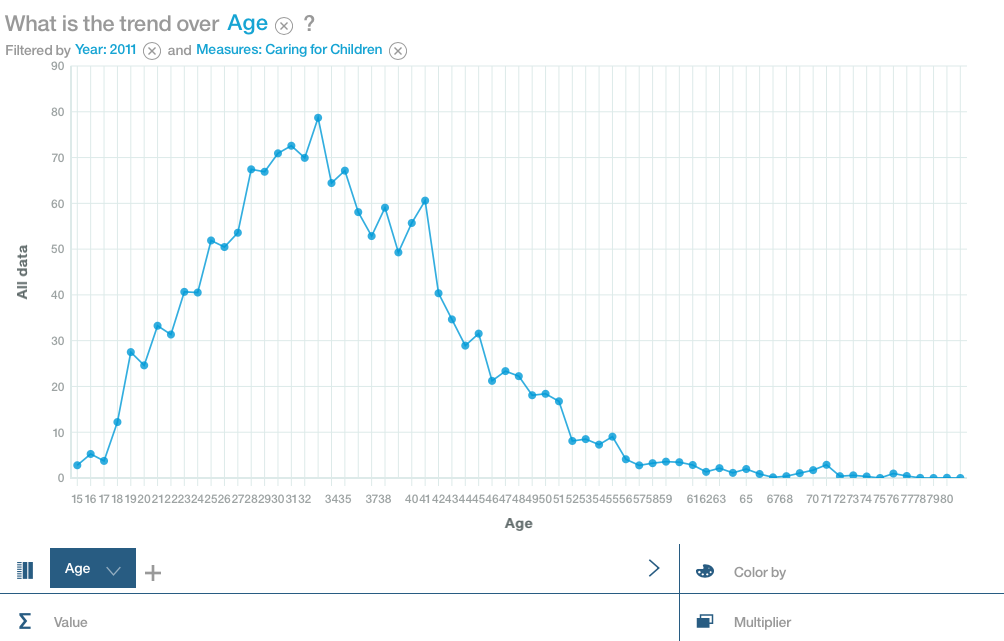 What is the trend over Age ?
Filtered by Year: 2011 and Measures: Caring for Children
90
80
70
60
50
40
30
20
10
0
All data
15 16 17 18 19 20 21 22 23 24 25 26 27 28 29 30 31 32 34 35 37 38 40 41 42 43 44 45 46 47 48 49 50 51 52 53 54 55 56 57 58 59 61 62 63 65 67 68 70 71 72 73 74 75 76 77 78 79 80
Age
Age
Color by
Σ Value
Multiplier